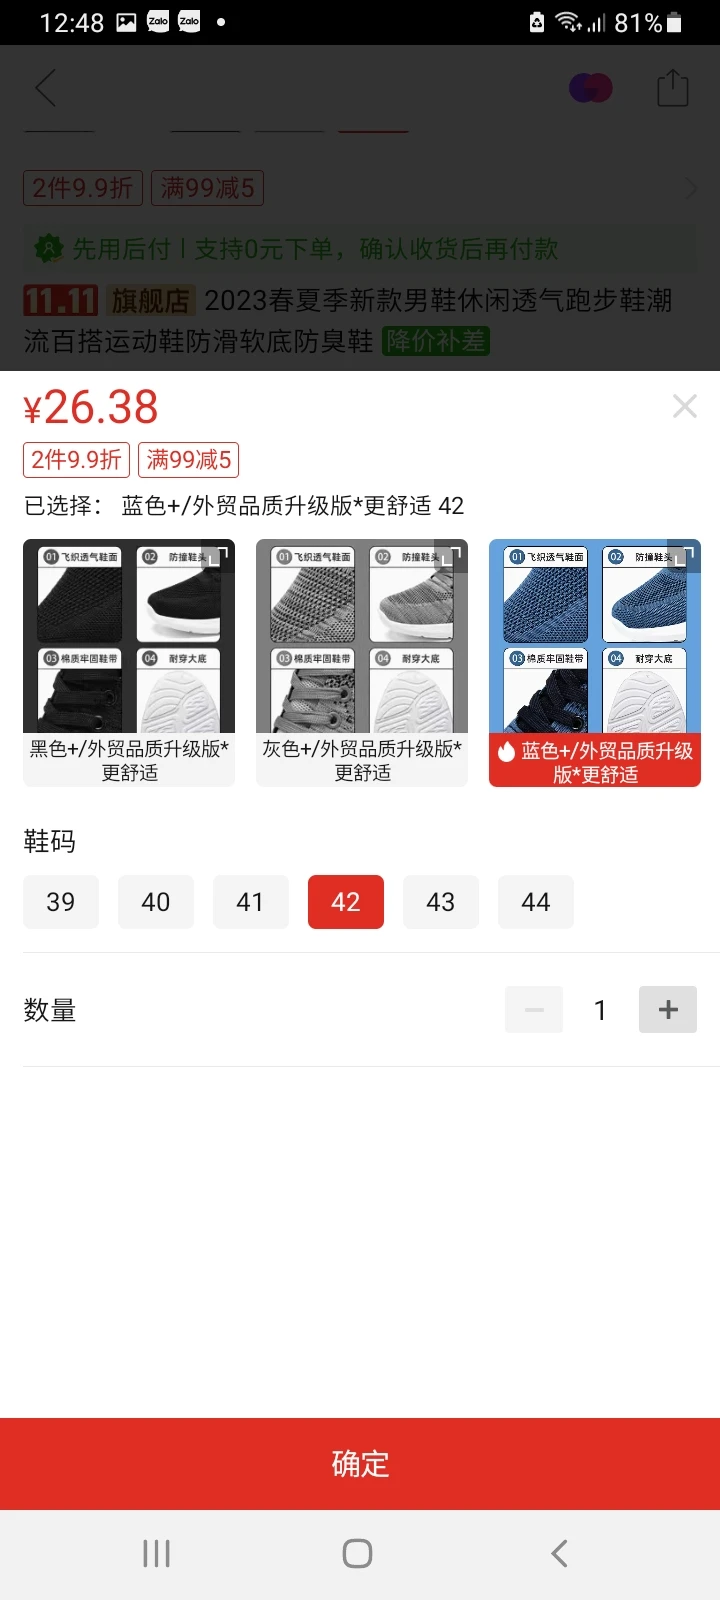 12:48 Zalo Zalo 81%
2件9.9折 满99减5
先用后付 | 支持0元下单，确认收货后再付款
11.11 旗舰店 2023春夏季新款男鞋休闲透气跑步鞋潮
流百搭运动鞋防滑软底防臭鞋 降价补差
¥26.38
2件9.9折 满99减5
已选择： 蓝色+/外贸品质升级版*更舒适 42
01 飞织透气鞋面 02 防撞鞋头
03 棉质牢固鞋带 04 耐穿大底
黑色+/外贸品质升级版*
更舒适
01 飞织透气鞋面 02 防撞鞋头
03 棉质牢固鞋带 04 耐穿大底
灰色+/外贸品质升级版*
更舒适
01 飞织透气鞋面 02 防撞鞋头
03 棉质牢固鞋带 04 耐穿大底
蓝色+/外贸品质升级
版*更舒适
鞋码
39 40 41 42 43 44
数量 − 1 +
确定